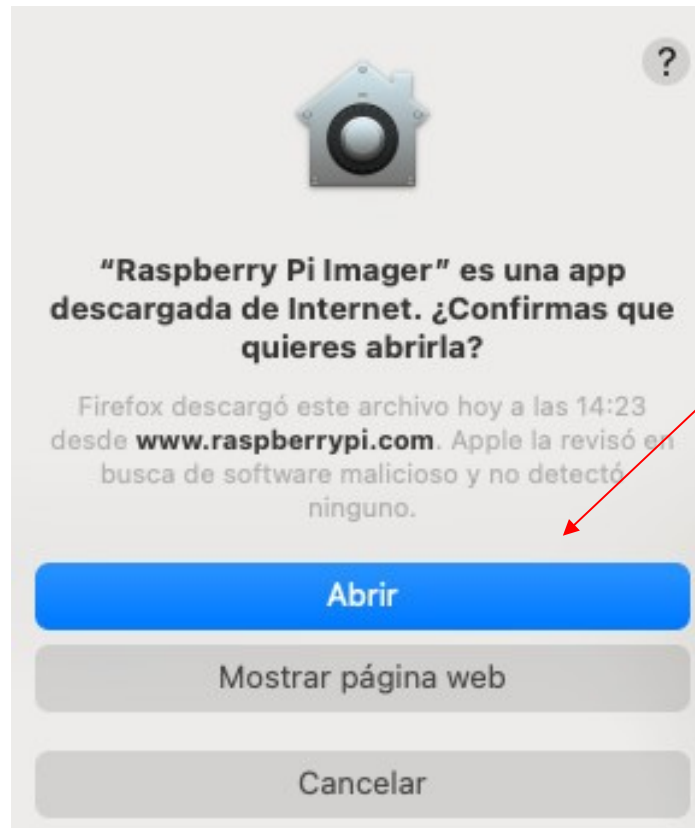 ?
“Raspberry Pi Imager” es una app
descargada de Internet. ¿Confirmas que
quieres abrirla?
Firefox descargó este archivo hoy a las 14:23
desde www.raspberrypi.com. Apple la revisó en
busca de software malicioso y no detectó
ninguno.
Abrir
Mostrar página web
Cancelar